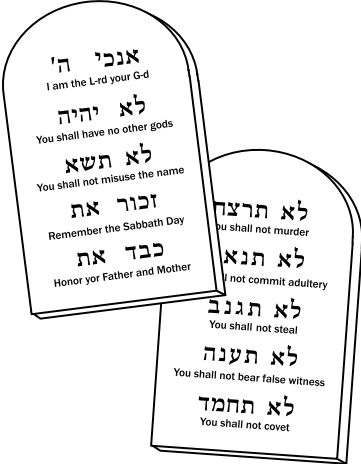 אנכי ה'
I am the L-rd your G-d
לא יהיה
You shall have no other gods
לא תשא
You shall not misuse the name
זכור את
Remember the Sabbath Day
כבד את
Honor yor Father and Mother
לא תרצח
ou shall not murder
לא תנא
ll not commit adultery
לא תגנב
You shall not steal
לא תענה
You shall not bear false witness
לא תחמד
You shall not covet